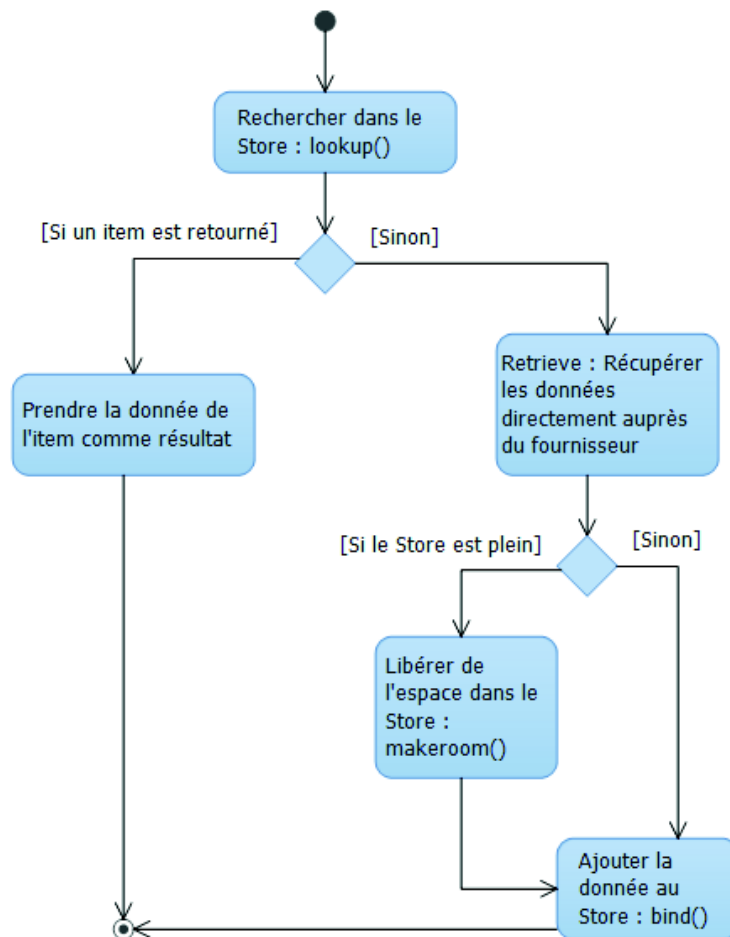 Rechercher dans le
Store : lookup()
[Si un item est retourné]
[Sinon]
Prendre la donnée de
l'item comme résultat
Retrieve : Récupérer
les données
directement auprès
du fournisseur
[Si le Store est plein]
[Sinon]
Libérer de
l'espace dans le
Store :
makeroom()
Ajouter la
donnée au
Store : bind()